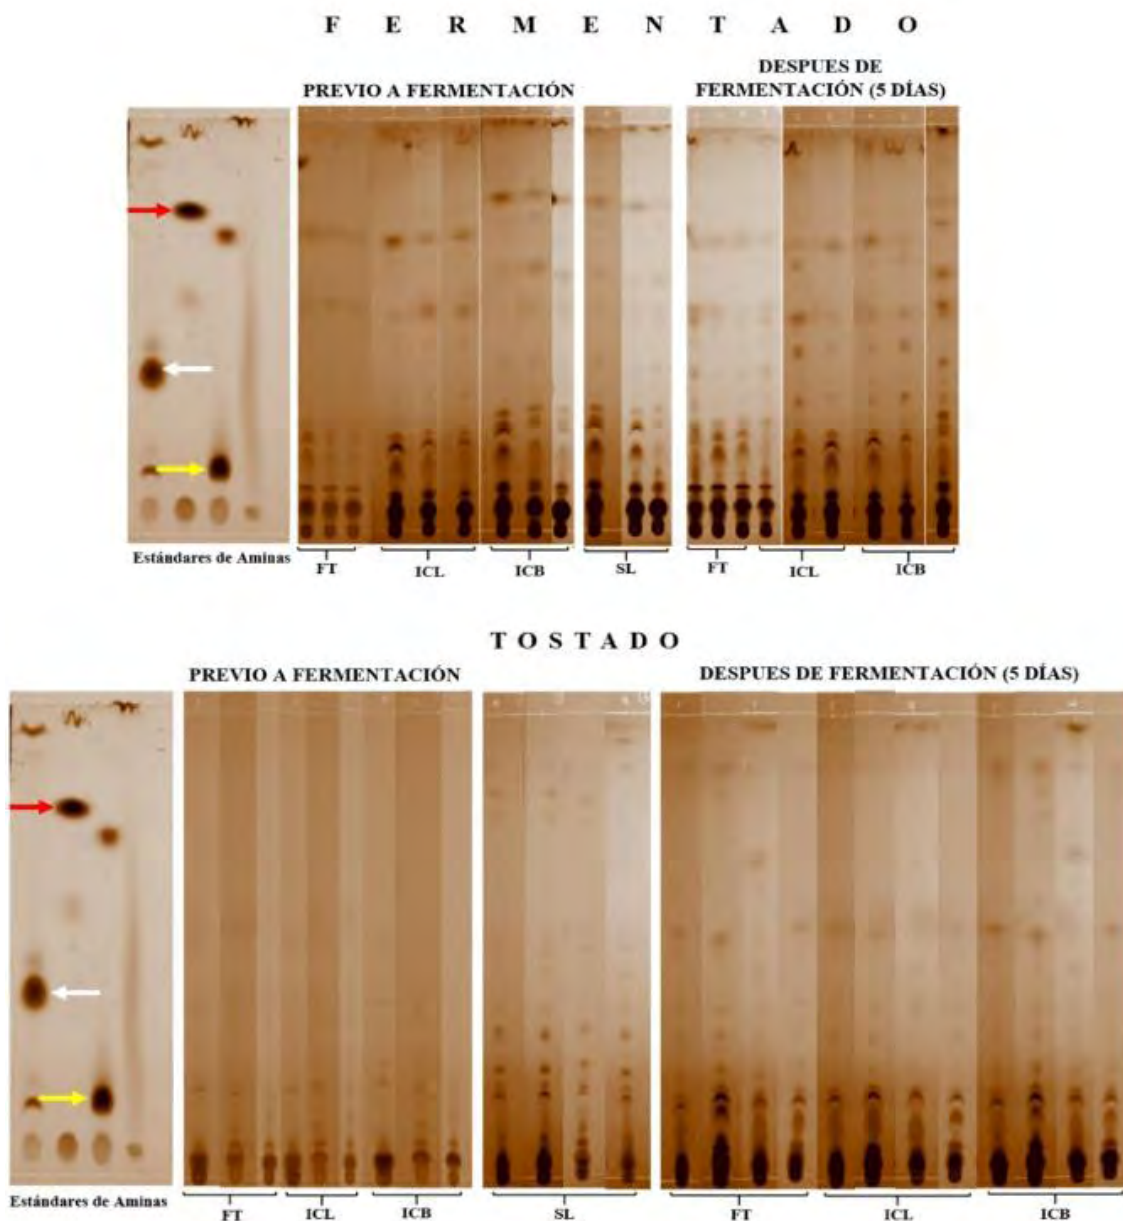 F E R M E N T A D O
PREVIO A FERMENTACIÓN
DESPUES DE
FERMENTACIÓN (5 DÍAS)
Estándares de Aminas
FT
ICL
ICB
SL
FT
ICL
ICB
T O S T A D O
PREVIO A FERMENTACIÓN
DESPUES DE FERMENTACIÓN (5 DÍAS)
Estándares de Aminas
FT
ICL
ICB
SL
FT
ICL
ICB